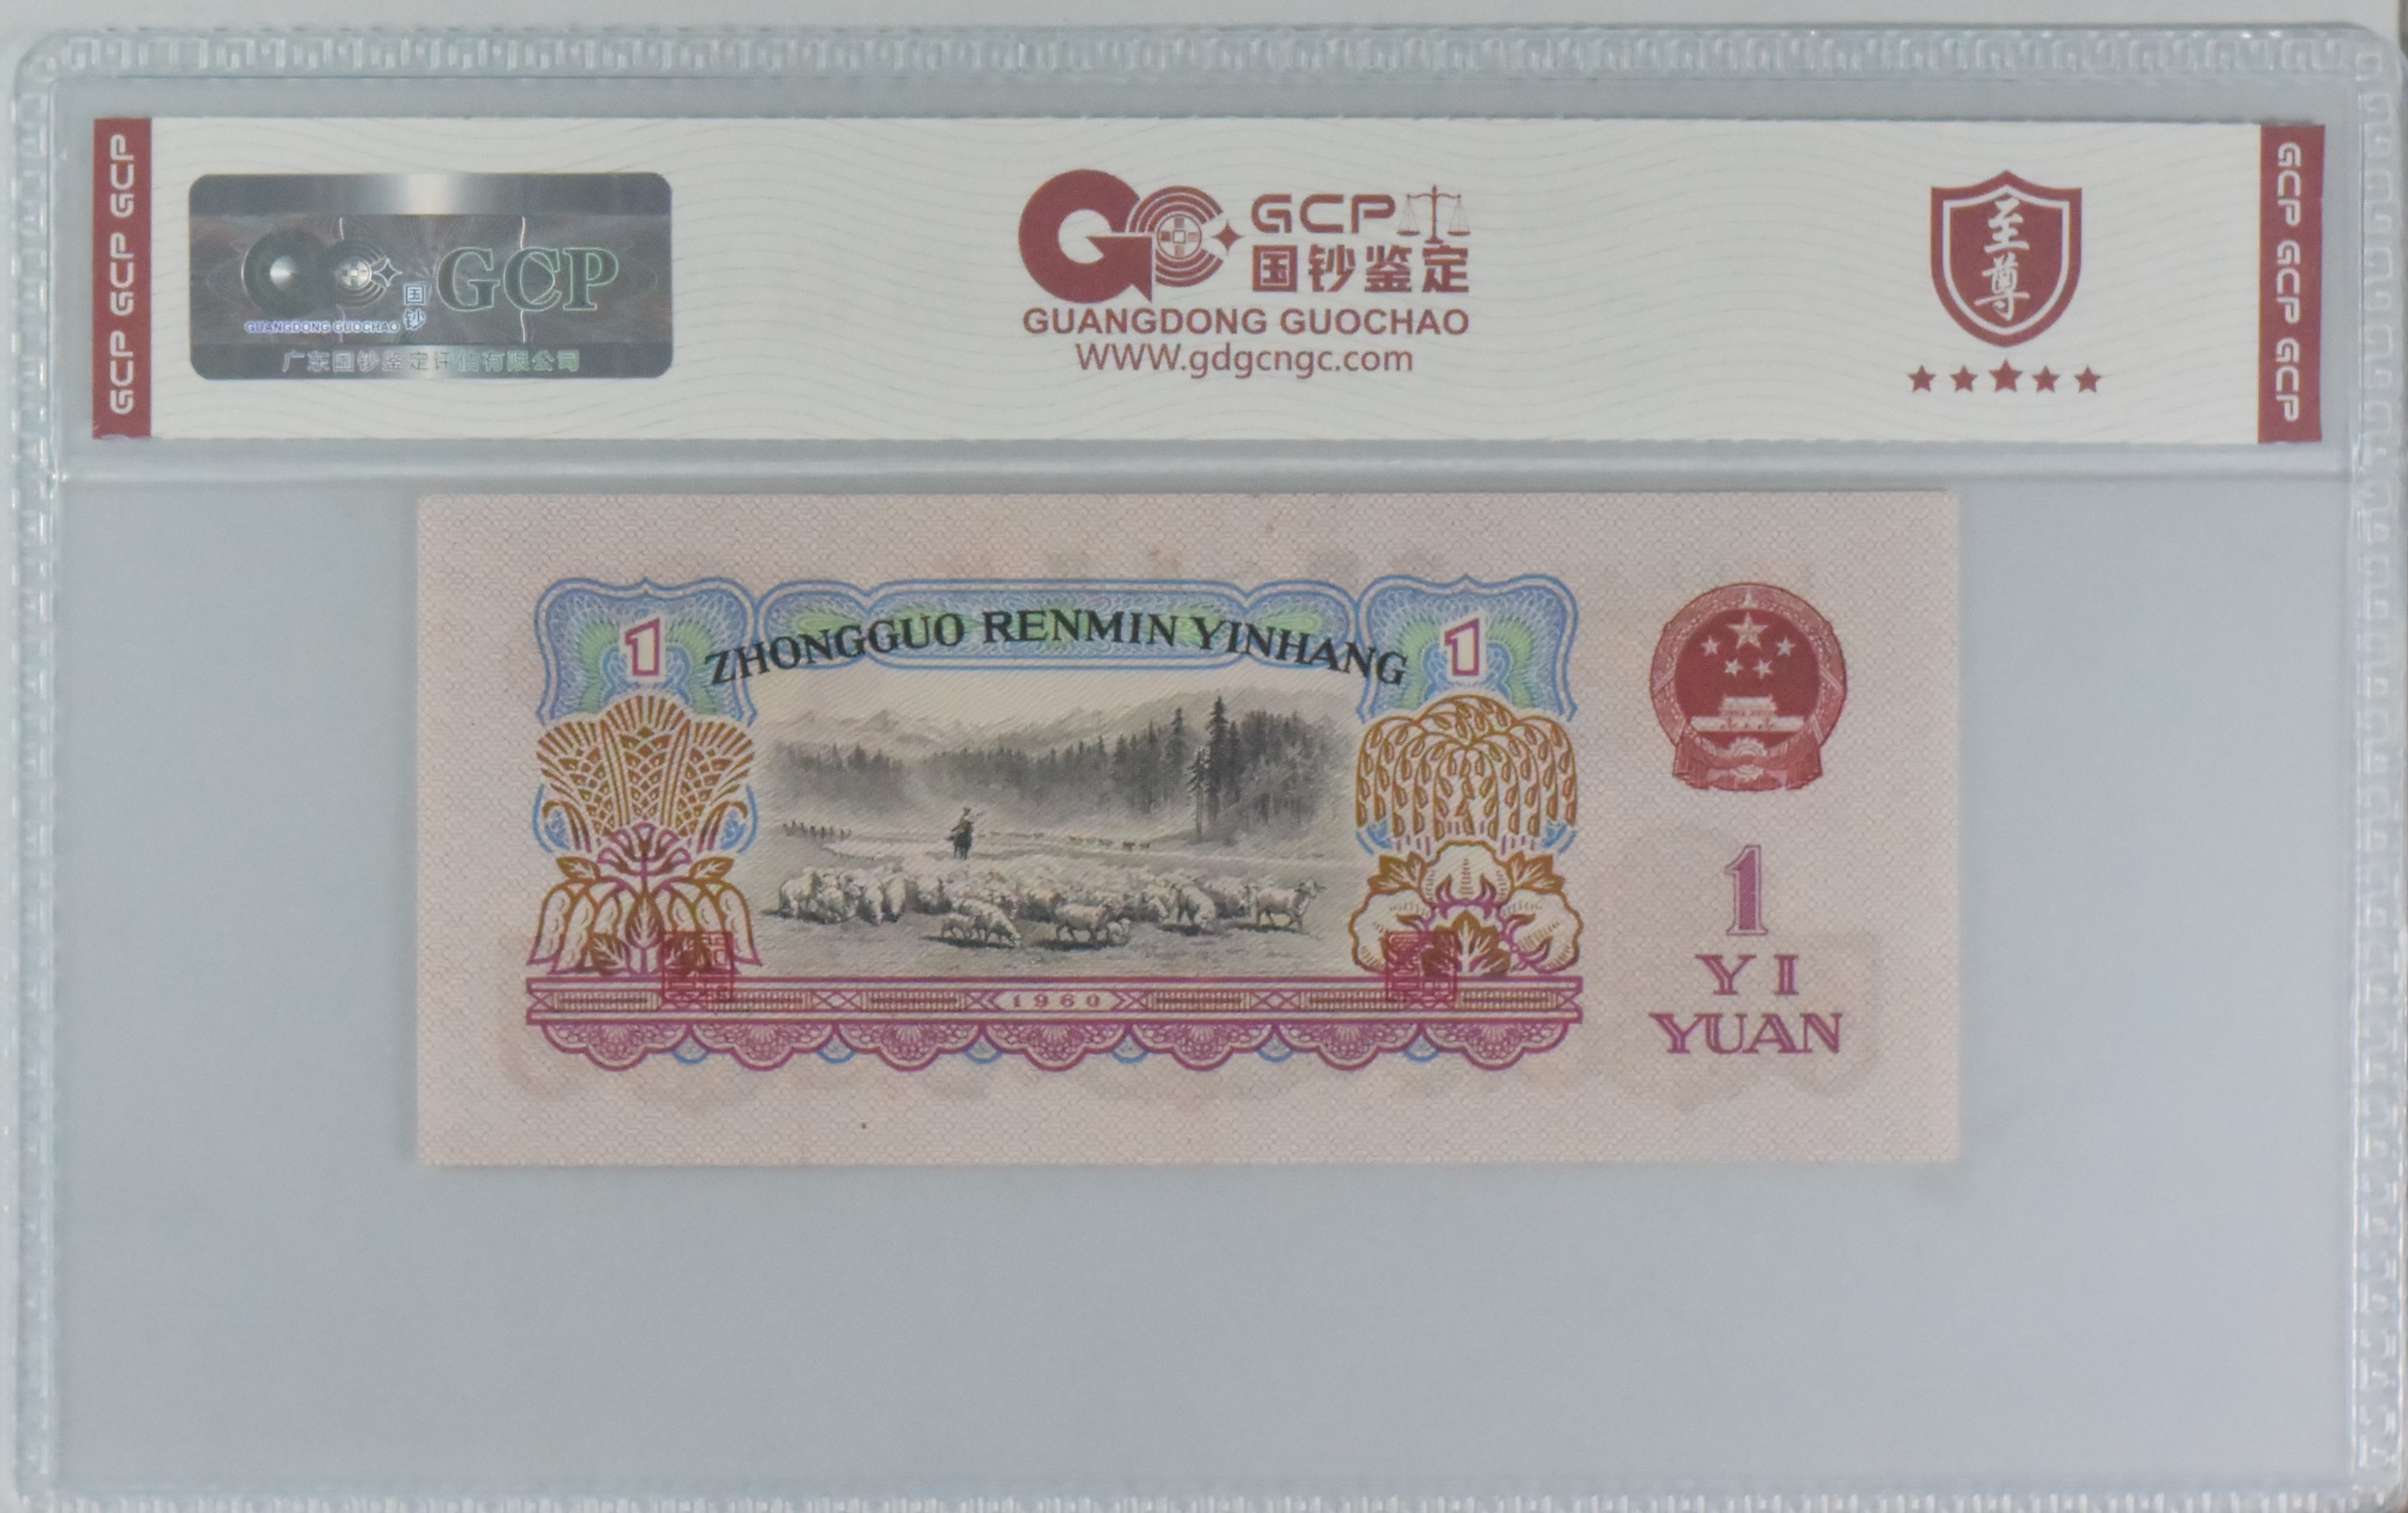 GCP GCP GCP
国
钞
GCP
GUANGDONG GUOCHAO
广东国钞鉴定评估有限公司
GCP
国钞鉴定
GUANGDONG GUOCHAO
WWW.gdgcngc.com
至
尊
GCP GCP GCP
1
ZHONGGUO RENMIN YINHANG
1
1
YI
YUAN
1960